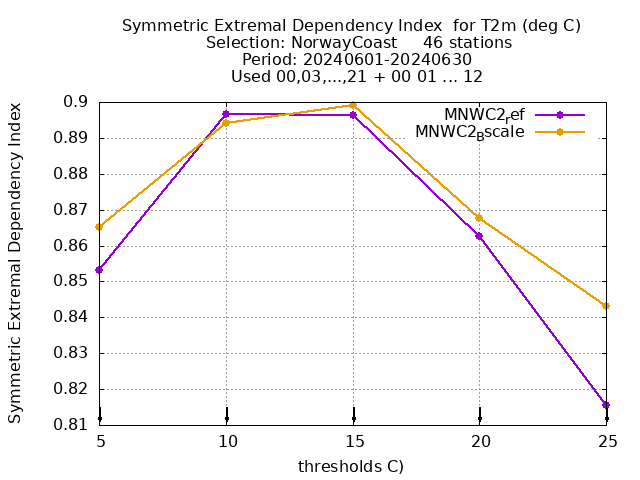 Symmetric Extremal Dependency Index  for T2m (deg C)
Selection: NorwayCoast     46 stations
Period: 20240601-20240630
Used 00,03,...,21 + 00 01 ... 12
Symmetric Extremal Dependency Index
0.9
0.89
0.88
0.87
0.86
0.85
0.84
0.83
0.82
0.81
MNWC2ref
MNWC2Bscale
5
10
15
20
25
thresholds C)